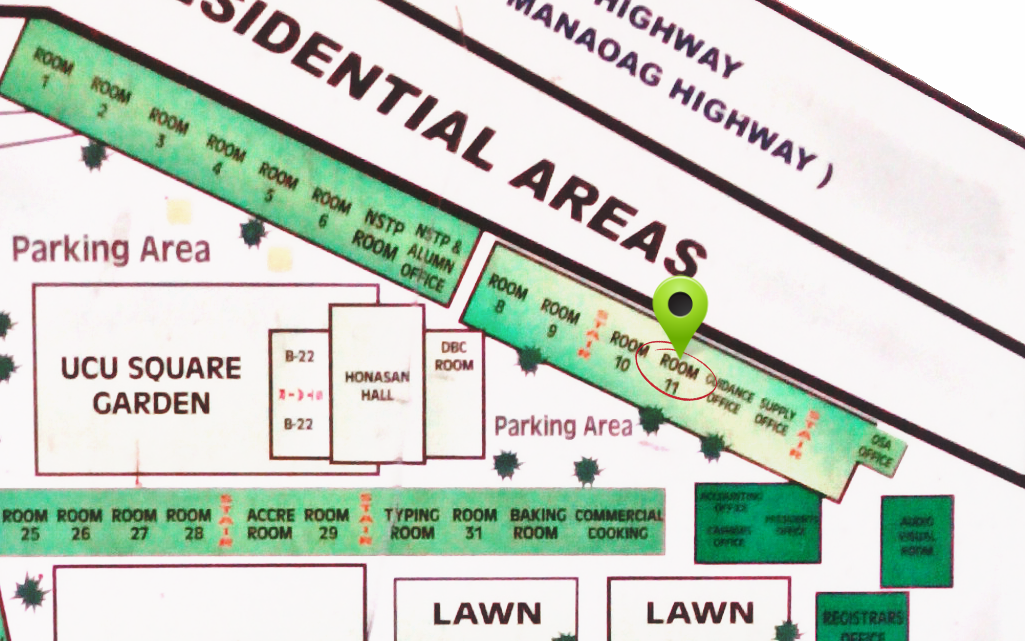 HIGHWAY
MANAOAG HIGHWAY )
SIDENTIAL AREAS
ROOM
1
ROOM
2
ROOM
3
ROOM
4
ROOM
5
ROOM
6
NSTP
ROOM
NSTP &
ALUMN
OFFICE
Parking Area
ROOM
8
ROOM
9
STAIR
ROOM
10
ROOM
11
GUIDANCE
OFFICE
SUPPLY
OFFICE
STAIR
OSA
OFFICE
UCU SQUARE
GARDEN
B-22
B-22
HONASAN
HALL
DBC
ROOM
Parking Area
ROOM
25
ROOM
26
ROOM
27
ROOM
28
STAIR
ACCRE
ROOM
ROOM
29
STAIR
TYPING
ROOM
ROOM
31
BAKING
ROOM
COMMERCIAL
COOKING
ACCOUNTING
OFFICE
CASHIERS
OFFICE
PRESIDENTS
OFFICE
AUDIO
VISUAL
ROOM
LAWN
LAWN
REGISTRARS
OFFICE